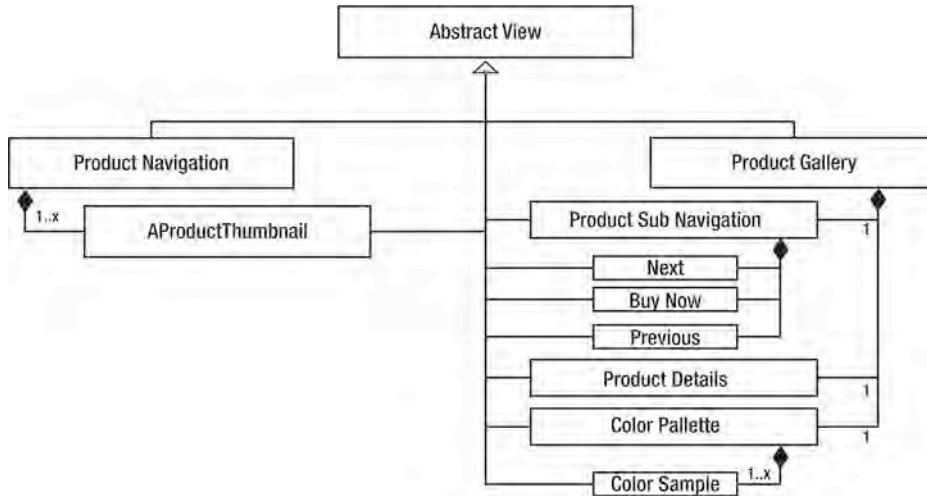 Abstract View
Product Navigation
Product Gallery
1..x
AProductThumbnail
Product Sub Navigation
1
Next
Buy Now
Previous
Product Details
1
Color Pallette
1
Color Sample
1..x